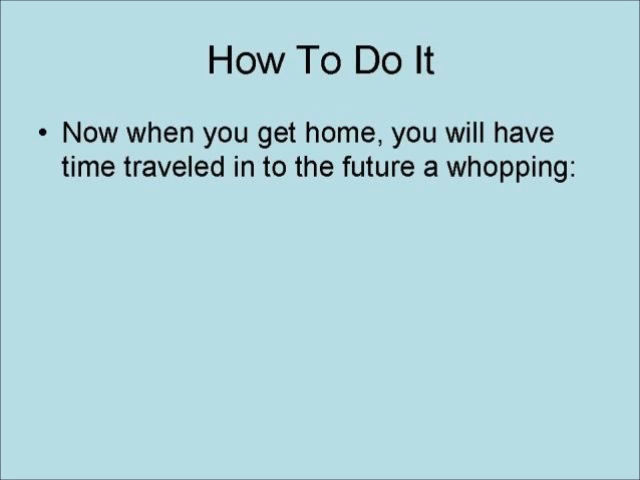 How To Do It
• Now when you get home, you will have
time traveled in to the future a whopping: